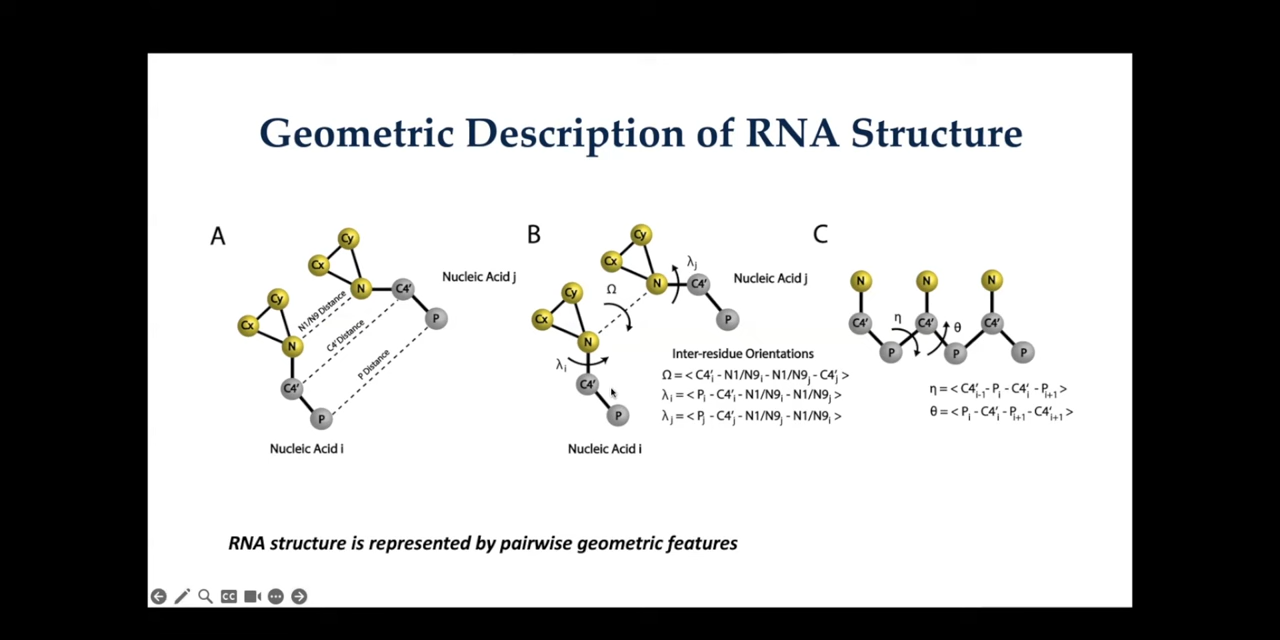 Geometric Description of RNA Structure
A
Cy
Cx
N
C4'
P
Nucleic Acid j
Cy
Cx
N
C4'
P
N1/N9 Distance
C4' Distance
P Distance
Nucleic Acid i
B
Cy
Cx
N
C4'
P
λj
Ω
Nucleic Acid j
Cy
Cx
N
λi
C4'
P
Nucleic Acid i
Inter-residue Orientations
Ω = < C4'i - N1/N9i - N1/N9j - C4'j >
λi = < Pi - C4'i - N1/N9i - N1/N9j >
λj = < Pj - C4'j - N1/N9j - N1/N9i >
C
N N N
C4' η C4' θ C4'
P P P
η = < C4'i-1 - Pi - C4'i - Pi+1 >
θ = < Pi - C4'i - Pi+1 - C4'i+1 >
RNA structure is represented by pairwise geometric features
CC